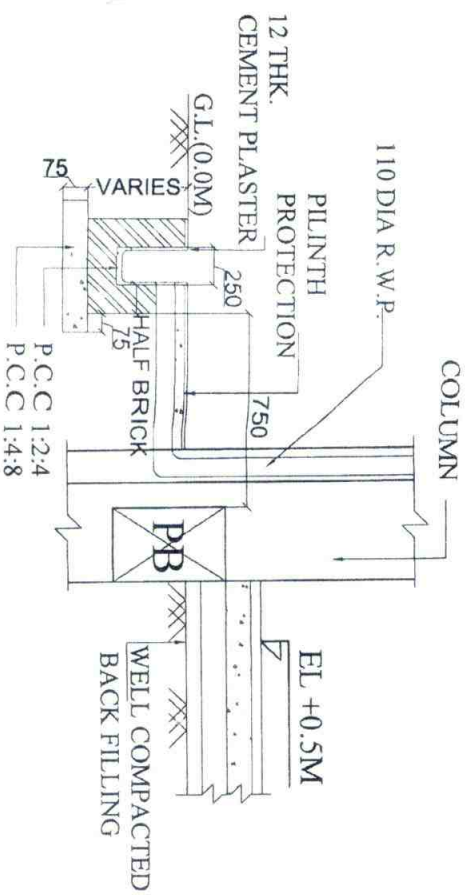 COLUMN
110 DIA R.W.P.
PILINTH
PROTECTION
12 THK.
CEMENT PLASTER
G.L.(0.0M)
VARIES
75
250
750
HALF BRICK
75
P.C.C 1:2:4
P.C.C 1:4:8
PB
EL +0.5M
WELL COMPACTED
BACK FILLING